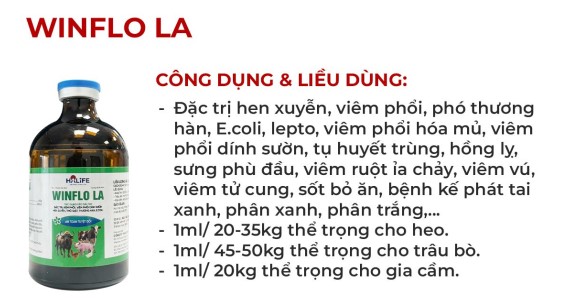 WINFLO LA
CÔNG DỤNG & LIỀU DÙNG:
- Đặc trị hen xuyễn, viêm phổi, phó thương
hàn, E.coli, lepto, viêm phổi hóa mủ, viêm
phổi dính sườn, tụ huyết trùng, hồng lỵ,
sưng phù đầu, viêm ruột ỉa chảy, viêm vú,
viêm tử cung, sốt bỏ ăn, bệnh kế phát tai
xanh, phân xanh, phân trắng,...
- 1ml/ 20-35kg thể trọng cho heo.
- 1ml/ 45-50kg thể trọng cho trâu bò.
- 1ml/ 20kg thể trọng cho gia cầm.
HALIFE
WINFLO LA